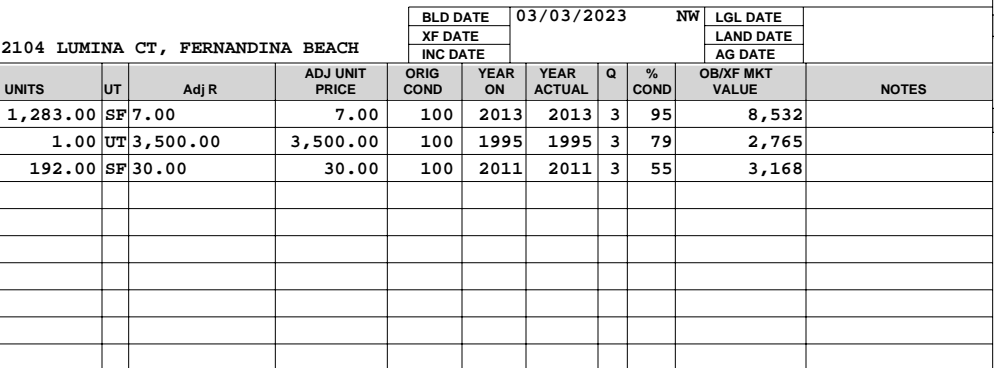 BLD DATE 03/03/2023 NW LGL DATE
XF DATE LAND DATE
2104 LUMINA CT, FERNANDINA BEACH INC DATE AG DATE
UNITS UT Adj R ADJ UNIT PRICE ORIG COND YEAR ON YEAR ACTUAL Q % COND OB/XF MKT VALUE NOTES
1,283.00 SF 7.00 7.00 100 2013 2013 3 95 8,532
1.00 UT 3,500.00 3,500.00 100 1995 1995 3 79 2,765
192.00 SF 30.00 30.00 100 2011 2011 3 55 3,168